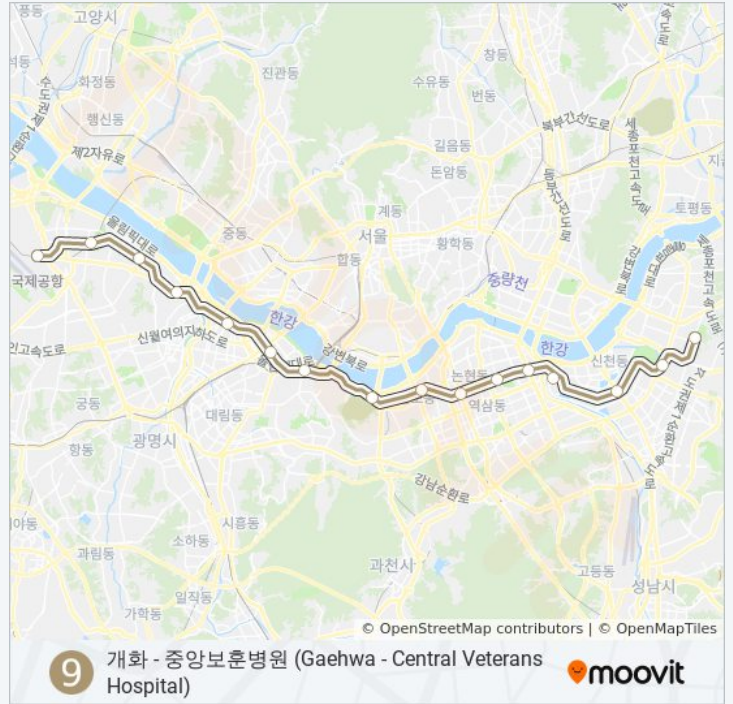 풍동
고양시
창동
진관동
수유동
번동
화정동
행신동
제2자유로
북부간선도로
세종포천고속도로
길음동
돈암동
동부간선도로
토평동
올림픽대로
중동
계동
서울
황학동
합동
국제공항
중랑천
강변북로
한강
한강
신월여의지하도로
인고속도로
강변북로
신천동
논현동
역삼동
궁동
대림동
광명시
항동
강남순환로
시흥동
소하동
과림동
과천시
고등동
성남시
일직동
가학동
© OpenStreetMap contributors | © OpenMapTiles
9
개화 - 중앙보훈병원 (Gaehwa - Central Veterans
Hospital)
moovit